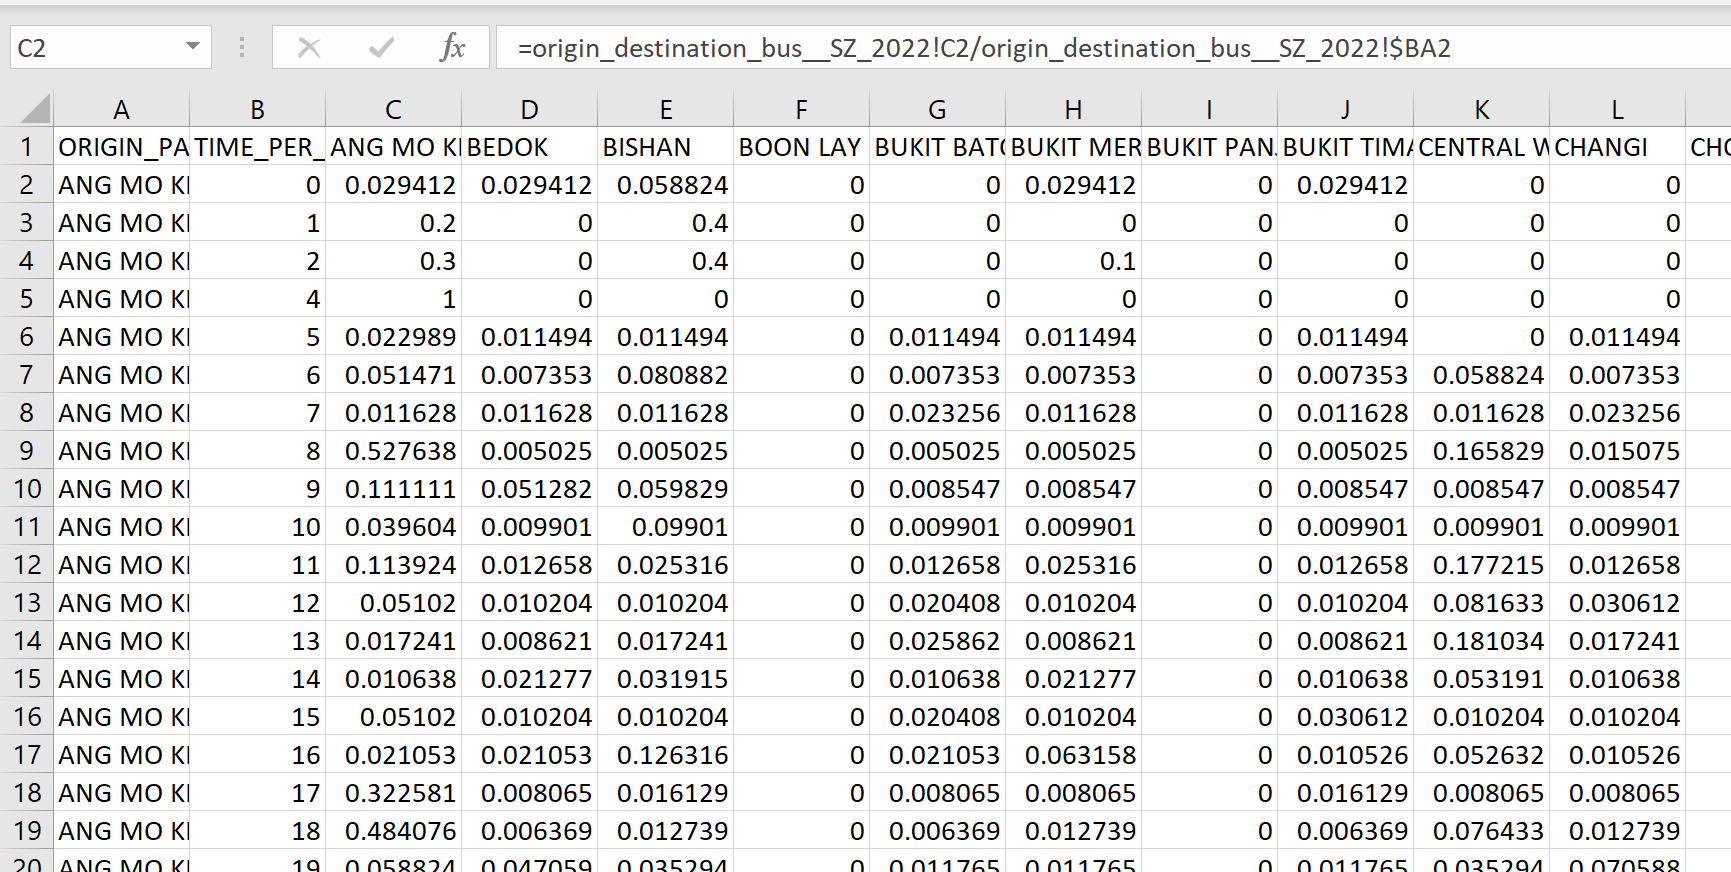 C2 fx =origin_destination_bus__SZ_2022!C2/origin_destination_bus__SZ_2022!$BA2
A B C D E F G H I J K L
1 ORIGIN_PA TIME_PER_ ANG MO KI BEDOK BISHAN BOON LAY BUKIT BATO BUKIT MER BUKIT PAN. BUKIT TIMA CENTRAL W CHANGI CHO
2 ANG MO KI 0 0.029412 0.029412 0.058824 0 0 0.029412 0 0.029412 0 0
3 ANG MO KI 1 0.2 0 0.4 0 0 0 0 0 0 0
4 ANG MO KI 2 0.3 0 0.4 0 0 0.1 0 0 0 0
5 ANG MO KI 4 1 0 0 0 0 0 0 0 0 0
6 ANG MO KI 5 0.022989 0.011494 0.011494 0 0.011494 0.011494 0 0.011494 0 0.011494
7 ANG MO KI 6 0.051471 0.007353 0.080882 0 0.007353 0.007353 0 0.007353 0.058824 0.007353
8 ANG MO KI 7 0.011628 0.011628 0.011628 0 0.023256 0.011628 0 0.011628 0.011628 0.023256
9 ANG MO KI 8 0.527638 0.005025 0.005025 0 0.005025 0.005025 0 0.005025 0.165829 0.015075
10 ANG MO KI 9 0.111111 0.051282 0.059829 0 0.008547 0.008547 0 0.008547 0.008547 0.008547
11 ANG MO KI 10 0.039604 0.009901 0.09901 0 0.009901 0.009901 0 0.009901 0.009901 0.009901
12 ANG MO KI 11 0.113924 0.012658 0.025316 0 0.012658 0.025316 0 0.012658 0.177215 0.012658
13 ANG MO KI 12 0.05102 0.010204 0.010204 0 0.020408 0.010204 0 0.010204 0.081633 0.030612
14 ANG MO KI 13 0.017241 0.008621 0.017241 0 0.025862 0.008621 0 0.008621 0.181034 0.017241
15 ANG MO KI 14 0.010638 0.021277 0.031915 0 0.010638 0.021277 0 0.010638 0.053191 0.010638
16 ANG MO KI 15 0.05102 0.010204 0.010204 0 0.020408 0.010204 0 0.030612 0.010204 0.010204
17 ANG MO KI 16 0.021053 0.021053 0.126316 0 0.021053 0.063158 0 0.010526 0.052632 0.010526
18 ANG MO KI 17 0.322581 0.008065 0.016129 0 0.008065 0.008065 0 0.016129 0.008065 0.008065
19 ANG MO KI 18 0.484076 0.006369 0.012739 0 0.006369 0.012739 0 0.006369 0.076433 0.012739
20 ANG MO KI 19 0.058824 0.047059 0.035294 0 0.011765 0.011765 0 0.011765 0.035294 0.070588